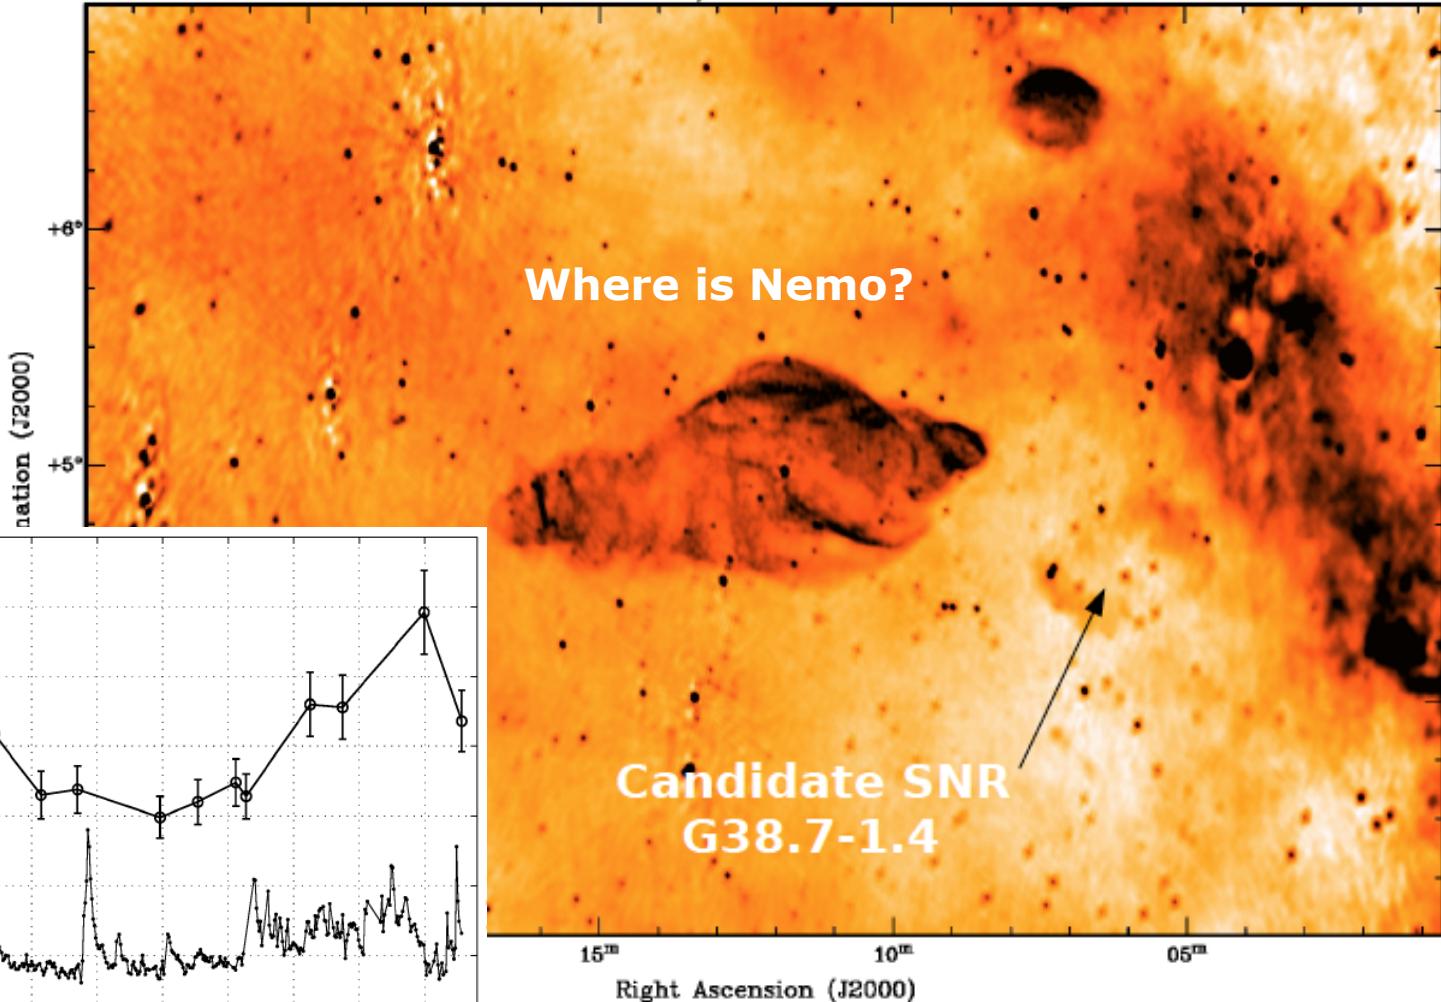 +6°
Where is Nemo?
nation (J2000)
+5°
Candidate SNR
G38.7-1.4
15ᵐ 10ᵐ 05ᵐ
Right Ascension (J2000)